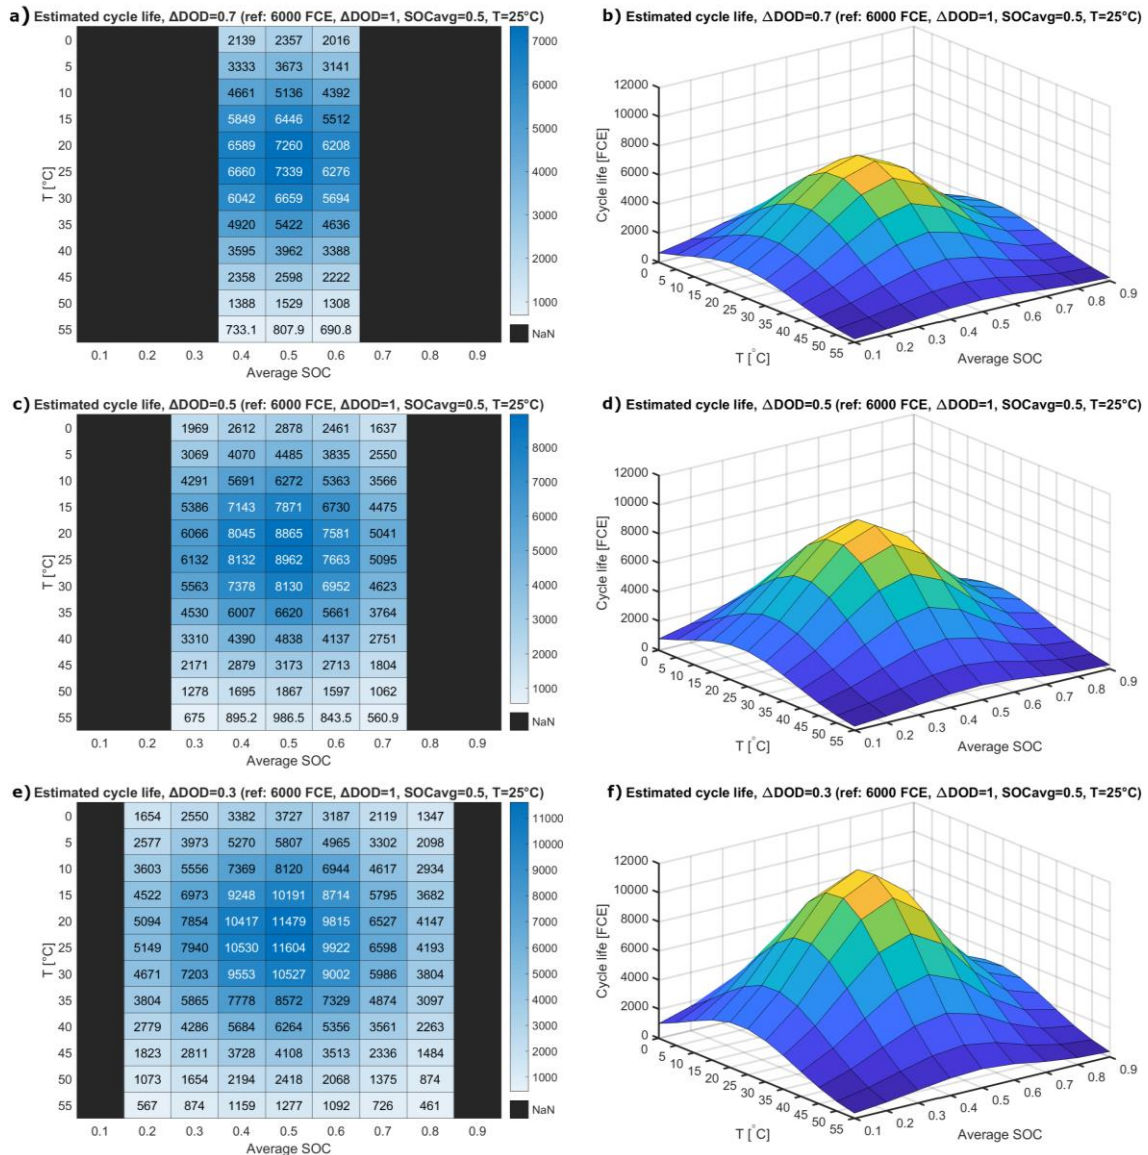 a) Estimated cycle life, ΔDOD=0.7 (ref: 6000 FCE, ΔDOD=1, SOCavg=0.5, T=25°C)
0 2139 2357 2016
5 3333 3673 3141
10 4661 5136 4392
15 5849 6446 5512
20 6589 7260 6208
25 6660 7339 6276
30 6042 6659 5694
35 4920 5422 4636
40 3595 3962 3388
45 2358 2598 2222
50 1388 1529 1308
55 733.1 807.9 690.8
T [°C]
0.1 0.2 0.3 0.4 0.5 0.6 0.7 0.8 0.9
Average SOC
7000
6000
5000
4000
3000
2000
1000
NaN
b) Estimated cycle life, ΔDOD=0.7 (ref: 6000 FCE, ΔDOD=1, SOCavg=0.5, T=25°C)
12000
10000
8000
6000
4000
2000
0
Cycle life [FCE]
0 5 10 15 20 25 30 35 40 45 50 55
T [°C]
0.1 0.2 0.3 0.4 0.5 0.6 0.7 0.8 0.9
Average SOC
c) Estimated cycle life, ΔDOD=0.5 (ref: 6000 FCE, ΔDOD=1, SOCavg=0.5, T=25°C)
0 1969 2612 2878 2461 1637
5 3069 4070 4485 3835 2550
10 4291 5691 6272 5363 3566
15 5386 7143 7871 6730 4475
20 6066 8045 8865 7581 5041
25 6132 8132 8962 7663 5095
30 5563 7378 8130 6952 4623
35 4530 6007 6620 5661 3764
40 3310 4390 4838 4137 2751
45 2171 2879 3173 2713 1804
50 1278 1695 1867 1597 1062
55 675 895.2 986.5 843.5 560.9
T [°C]
0.1 0.2 0.3 0.4 0.5 0.6 0.7 0.8 0.9
Average SOC
8000
7000
6000
5000
4000
3000
2000
1000
NaN
d) Estimated cycle life, ΔDOD=0.5 (ref: 6000 FCE, ΔDOD=1, SOCavg=0.5, T=25°C)
12000
10000
8000
6000
4000
2000
0
Cycle life [FCE]
0 5 10 15 20 25 30 35 40 45 50 55
T [°C]
0.1 0.2 0.3 0.4 0.5 0.6 0.7 0.8 0.9
Average SOC
e) Estimated cycle life, ΔDOD=0.3 (ref: 6000 FCE, ΔDOD=1, SOCavg=0.5, T=25°C)
0 1654 2550 3382 3727 3187 2119 1347
5 2577 3973 5270 5807 4965 3302 2098
10 3603 5556 7369 8120 6944 4617 2934
15 4522 6973 9248 10191 8714 5795 3682
20 5094 7854 10417 11479 9815 6527 4147
25 5149 7940 10530 11604 9922 6598 4193
30 4671 7203 9553 10527 9002 5986 3804
35 3804 5865 7778 8572 7329 4874 3097
40 2779 4286 5684 6264 5356 3561 2263
45 1823 2811 3728 4108 3513 2336 1484
50 1073 1654 2194 2418 2068 1375 874
55 567 874 1159 1277 1092 726 461
T [°C]
0.1 0.2 0.3 0.4 0.5 0.6 0.7 0.8 0.9
Average SOC
11000
10000
9000
8000
7000
6000
5000
4000
3000
2000
1000
NaN
f) Estimated cycle life, ΔDOD=0.3 (ref: 6000 FCE, ΔDOD=1, SOCavg=0.5, T=25°C)
12000
10000
8000
6000
4000
2000
0
Cycle life [FCE]
0 5 10 15 20 25 30 35 40 45 50 55
T [°C]
0.1 0.2 0.3 0.4 0.5 0.6 0.7 0.8 0.9
Average SOC